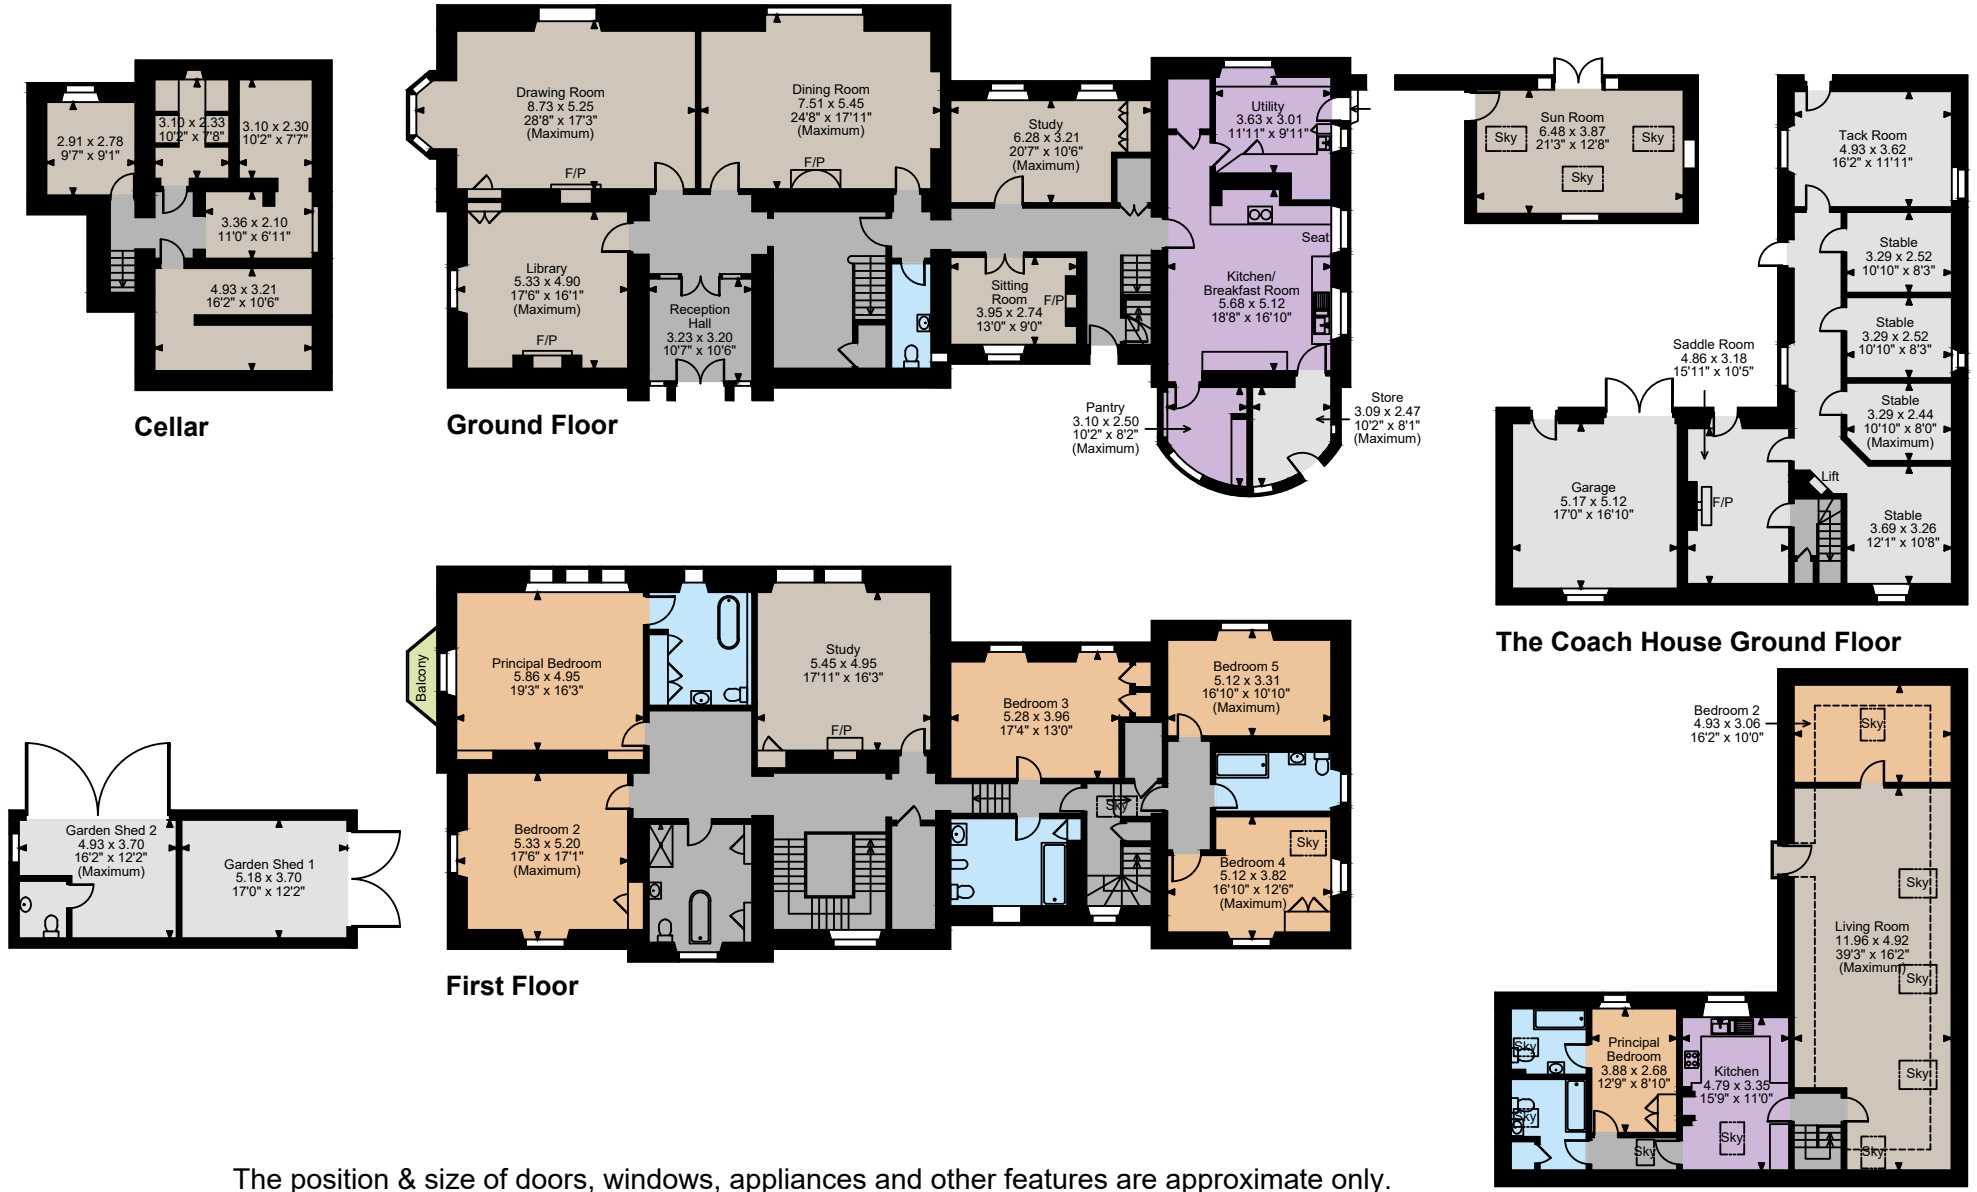 2.91 x 2.78
9'7" x 9'1"
3.10 x 2.33
10'2" x 7'8"
3.10 x 2.30
10'2" x 7'7"
3.36 x 2.10
11'0" x 6'11"
4.93 x 3.21
16'2" x 10'6"
Cellar
Drawing Room
8.73 x 5.25
28'8" x 17'3"
(Maximum)
F/P
Dining Room
7.51 x 5.45
24'8" x 17'11"
(Maximum)
F/P
Study
6.28 x 3.21
20'7" x 10'6"
(Maximum)
Utility
3.63 x 3.01
11'11" x 9'11"
Library
5.33 x 4.90
17'6" x 16'1"
(Maximum)
F/P
Reception
Hall
3.23 x 3.20
10'7" x 10'6"
Sitting
Room
3.95 x 2.74
13'0" x 9'0"
F/P
Seat
Kitchen/
Breakfast Room
5.68 x 5.12
18'8" x 16'10"
Pantry
3.10 x 2.50
10'2" x 8'2"
(Maximum)
Store
3.09 x 2.47
10'2" x 8'1"
(Maximum)
Ground Floor
Sun Room
6.48 x 3.87
21'3" x 12'8"
Sky
Sky
Sky
Tack Room
4.93 x 3.62
16'2" x 11'11"
Stable
3.29 x 2.52
10'10" x 8'3"
Stable
3.29 x 2.52
10'10" x 8'3"
Stable
3.29 x 2.44
10'10" x 8'0"
(Maximum)
Saddle Room
4.86 x 3.18
15'11" x 10'5"
Garage
5.17 x 5.12
17'0" x 16'10"
F/P
Lift
Stable
3.69 x 3.26
12'1" x 10'8"
The Coach House Ground Floor
Balcony
Principal Bedroom
5.86 x 4.95
19'3" x 16'3"
Study
5.45 x 4.95
17'11" x 16'3"
F/P
Bedroom 3
5.28 x 3.96
17'4" x 13'0"
Bedroom 5
5.12 x 3.31
16'10" x 10'10"
(Maximum)
Bedroom 2
5.33 x 5.20
17'6" x 17'1"
(Maximum)
Sky
Bedroom 4
5.12 x 3.82
16'10" x 12'6"
(Maximum)
Sky
First Floor
Garden Shed 2
4.93 x 3.70
16'2" x 12'2"
(Maximum)
Garden Shed 1
5.18 x 3.70
17'0" x 12'2"
Bedroom 2
4.93 x 3.06
16'2" x 10'0"
Sky
Living Room
11.96 x 4.92
39'3" x 16'2"
(Maximum)
Sky
Sky
Sky
Sky
Principal
Bedroom
3.88 x 2.68
12'9" x 8'10"
Kitchen
4.79 x 3.35
15'9" x 11'0"
Sky
Sky
Sky
Sky
The position & size of doors, windows, appliances and other features are approximate only.